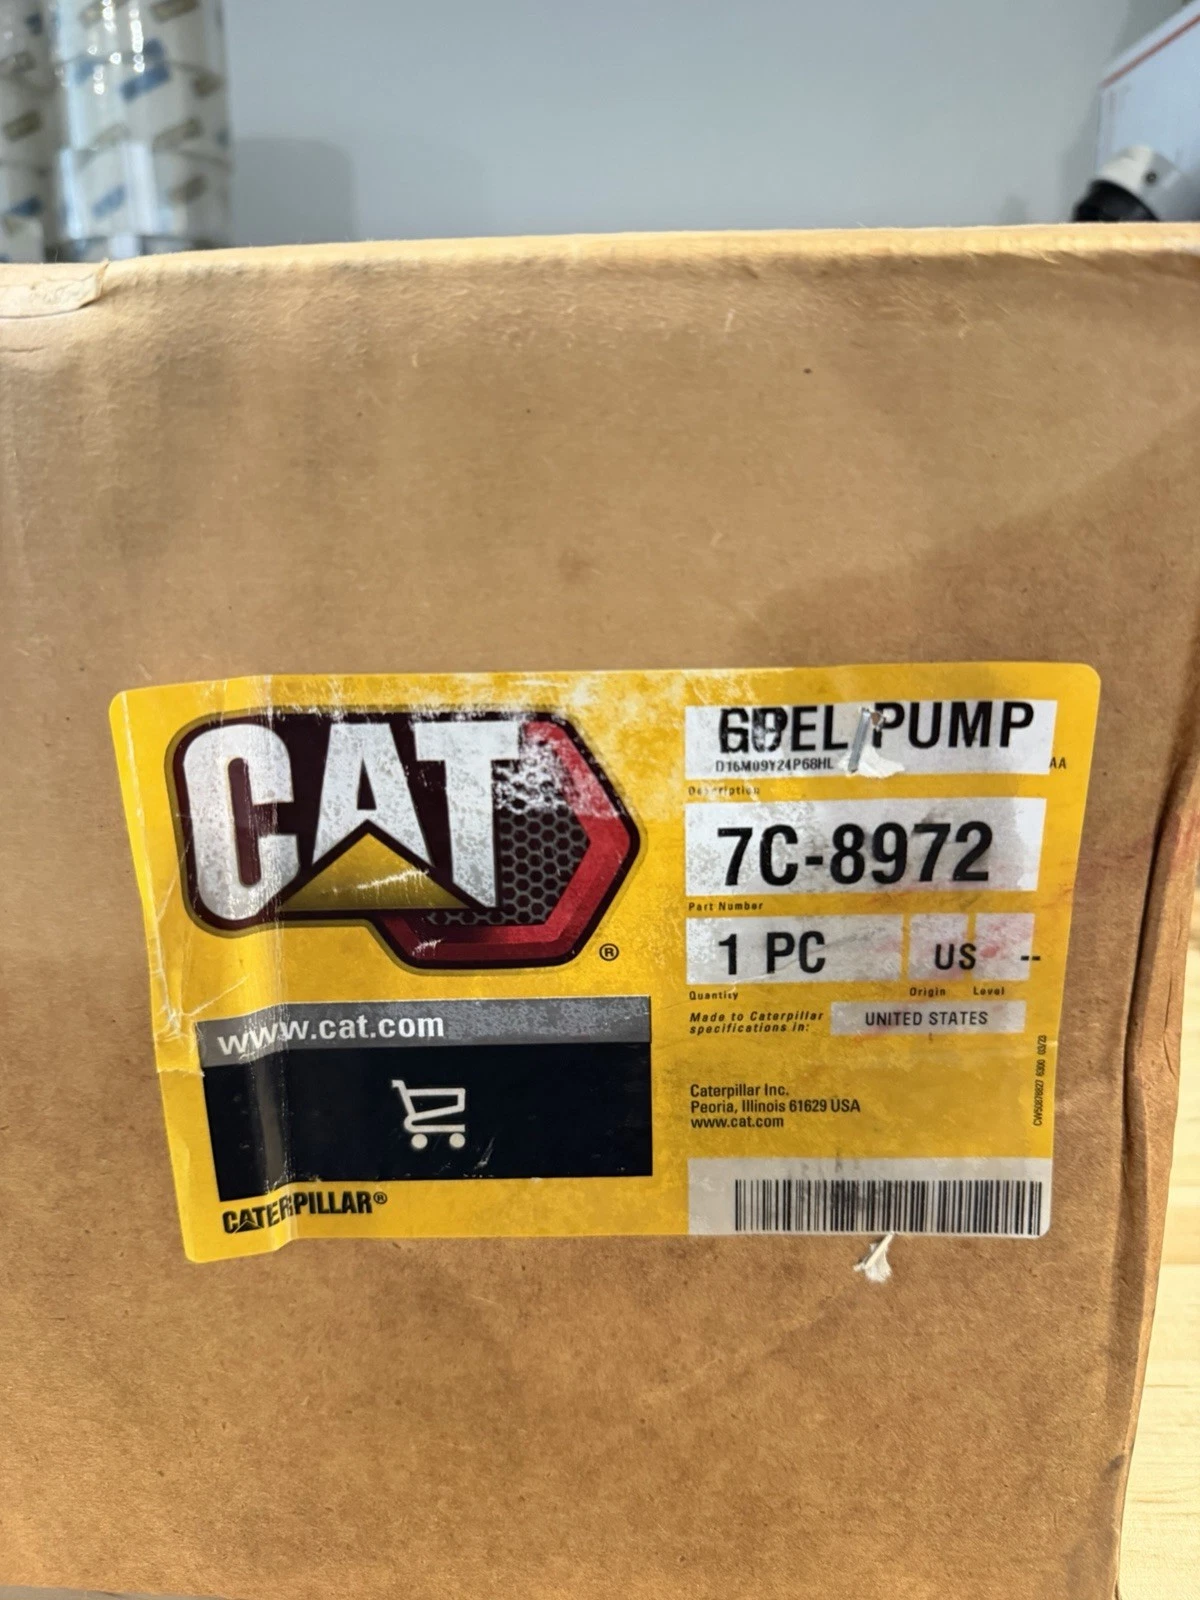 CAT
®
www.cat.com
CATERPILLAR®
PUMP
D16M09Y24P68HL
AA
Description
7C-8972
Part Number
1 PC
US
--
Quantity
Origin
Level
Made to Caterpillar
specifications in:
UNITED STATES
Caterpillar Inc.
Peoria, Illinois 61629 USA
www.cat.com